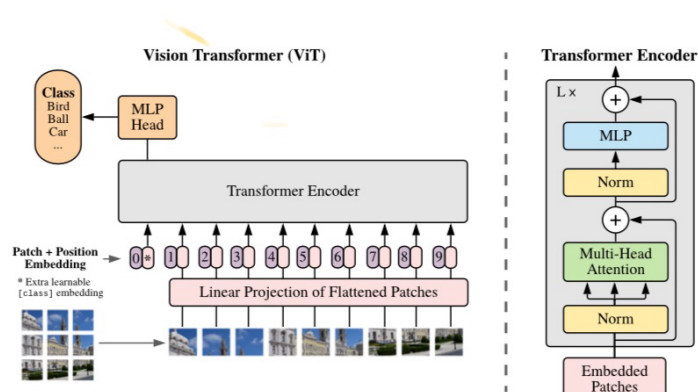 Vision Transformer (ViT)
Class
Bird
Ball
Car
...
MLP
Head
Transformer Encoder
Patch + Position
Embedding
* Extra learnable
[class] embedding
0 * 1 2 3 4 5 6 7 8 9
Linear Projection of Flattened Patches
Transformer Encoder
L ×
+
MLP
Norm
+
Multi-Head
Attention
Norm
Embedded
Patches